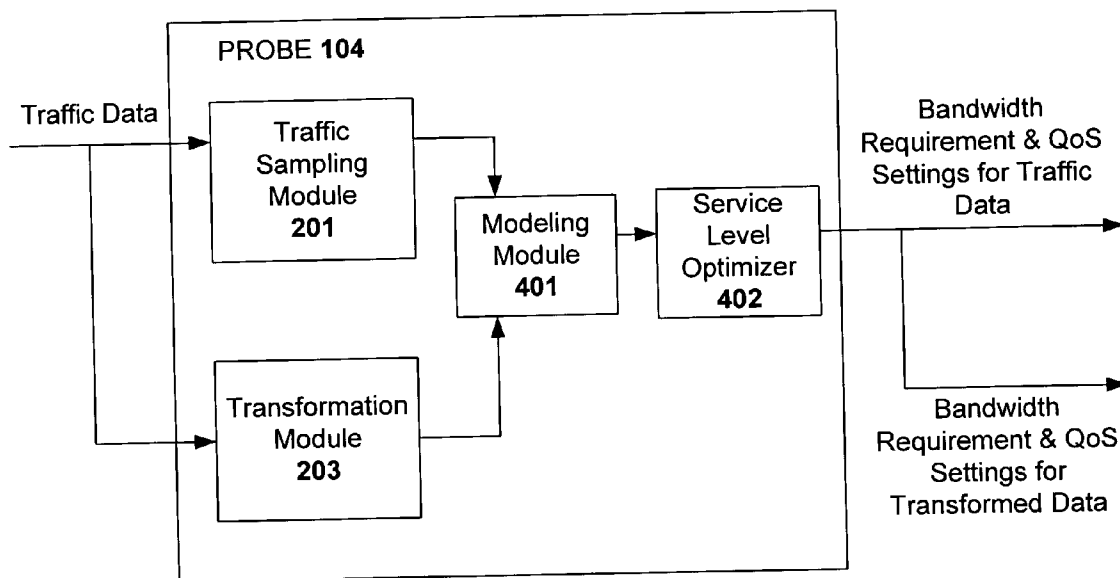 PROBE 104
Traffic Data
Traffic
Sampling
Module
201
Modeling
Module
401
Service
Level
Optimizer
402
Bandwidth
Requirement & QoS
Settings for Traffic
Data
Transformation
Module
203
Bandwidth
Requirement & QoS
Settings for
Transformed Data